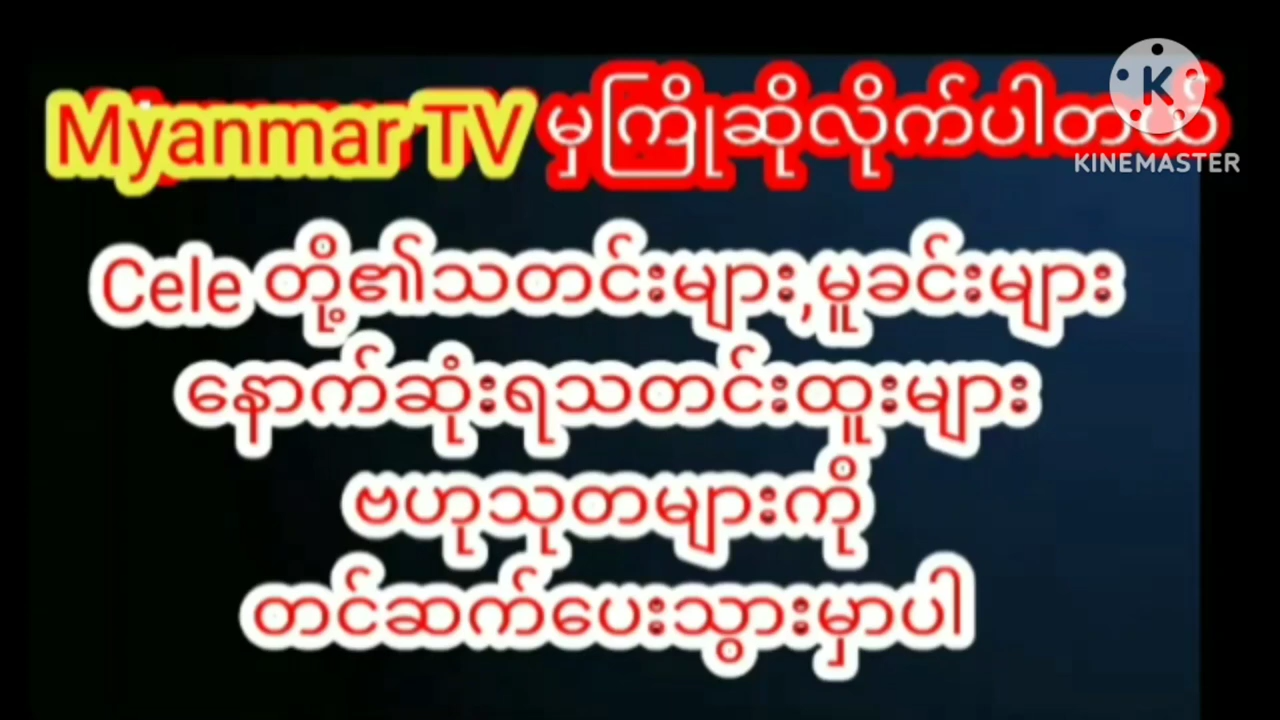 Myanmar TV မှကြိုဆိုလိုက်ပါတယ်
KINEMASTER
Cele တို့၏သတင်းများ,မူခင်းများ
နောက်ဆုံးရသတင်းထူးများ
ဗဟုသုတများကို
တင်ဆက်ပေးသွားမှာပါ